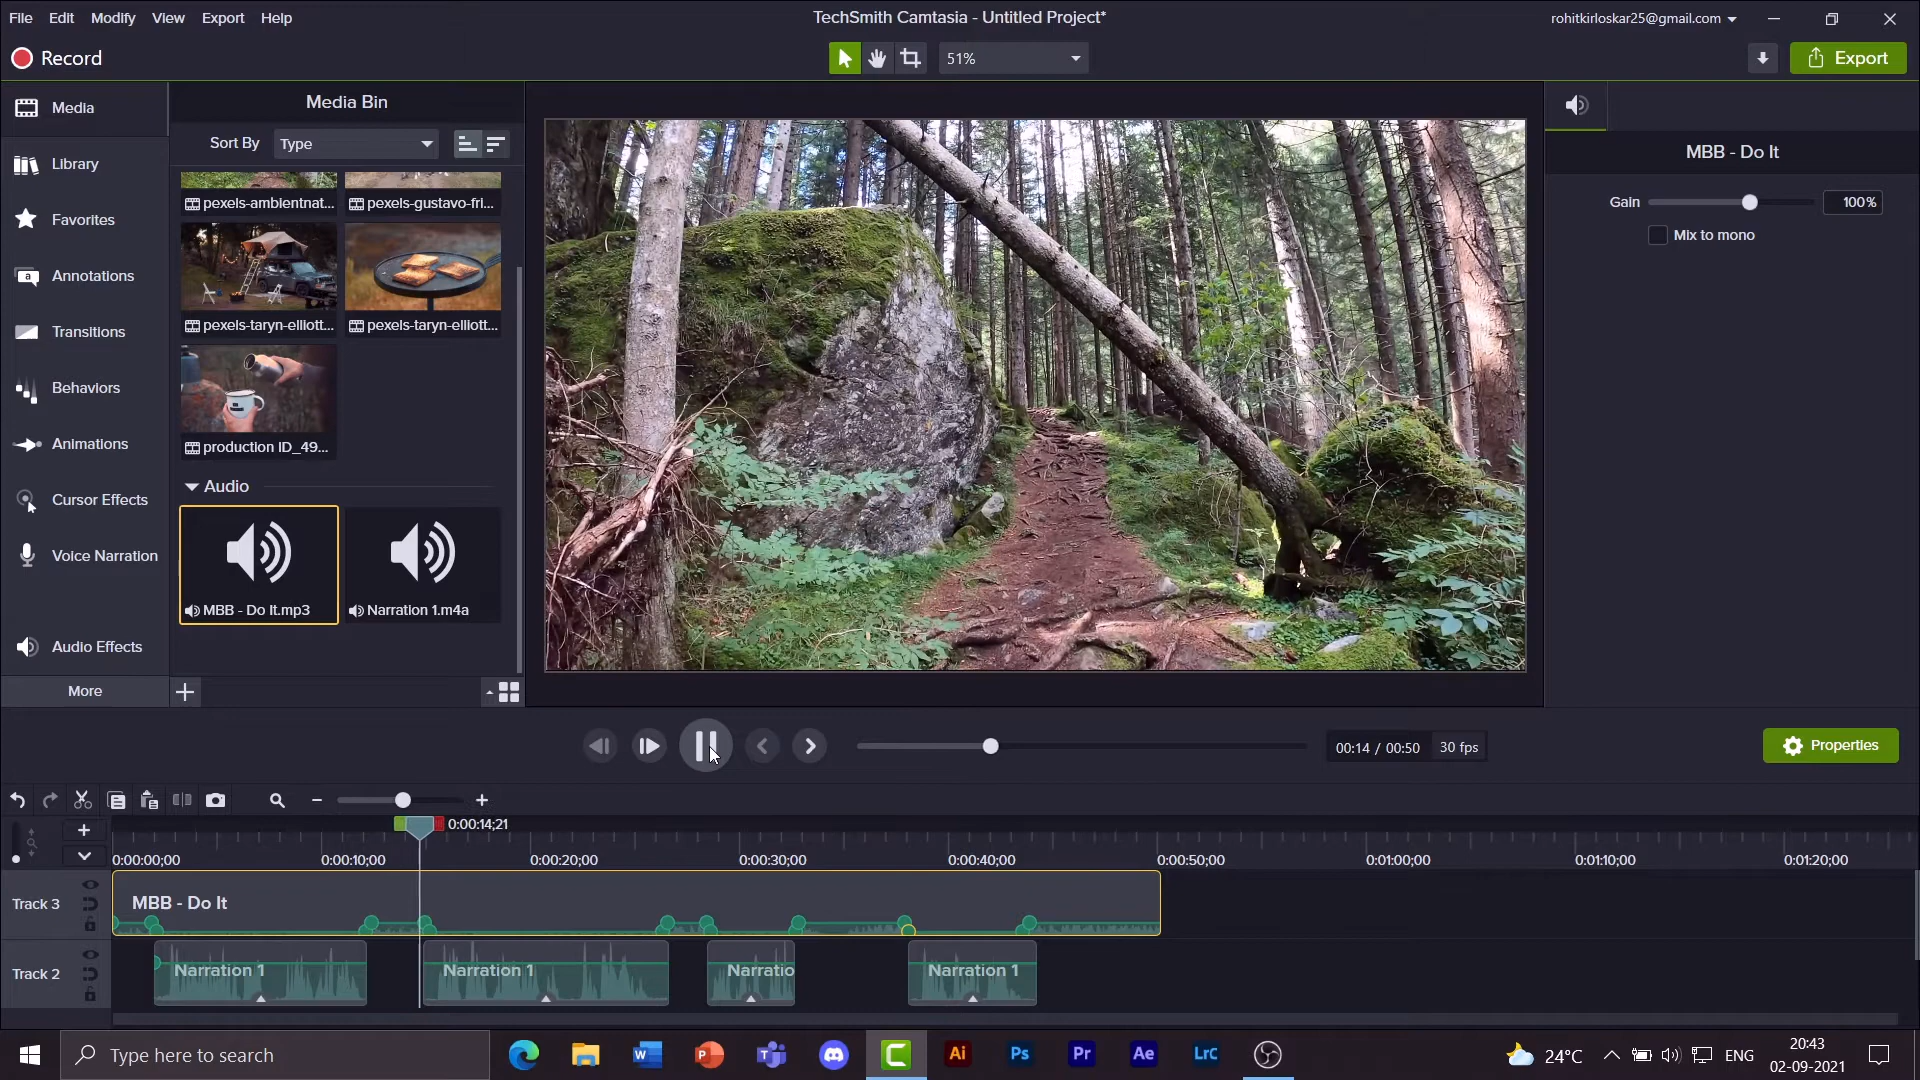 File Edit Modify View Export Help
TechSmith Camtasia - Untitled Project*
rohitkirloskar25@gmail.com
Record
51%
Export
Media
Library
Favorites
Annotations
Transitions
Behaviors
Animations
Cursor Effects
Voice Narration
Audio Effects
More
Media Bin
Sort By Type
pexels-ambientnat... pexels-gustavo-fri...
pexels-taryn-elliott... pexels-taryn-elliott...
production ID_49...
Audio
MBB - Do It.mp3 Narration 1.m4a
MBB - Do It
Gain 100%
Mix to mono
00:14 / 00:50 30 fps
Properties
0:00:14;21
0:00:00;00 0:00:10;00 0:00:20;00 0:00:30;00 0:00:40;00 0:00:50;00 0:01:00;00 0:01:10;00 0:01:20;00
Track 3 MBB - Do It
Track 2 Narration 1 Narration 1 Narratio Narration 1
Type here to search
Ai Ps Pr Ae LrC
24°C ENG
20:43
02-09-2021